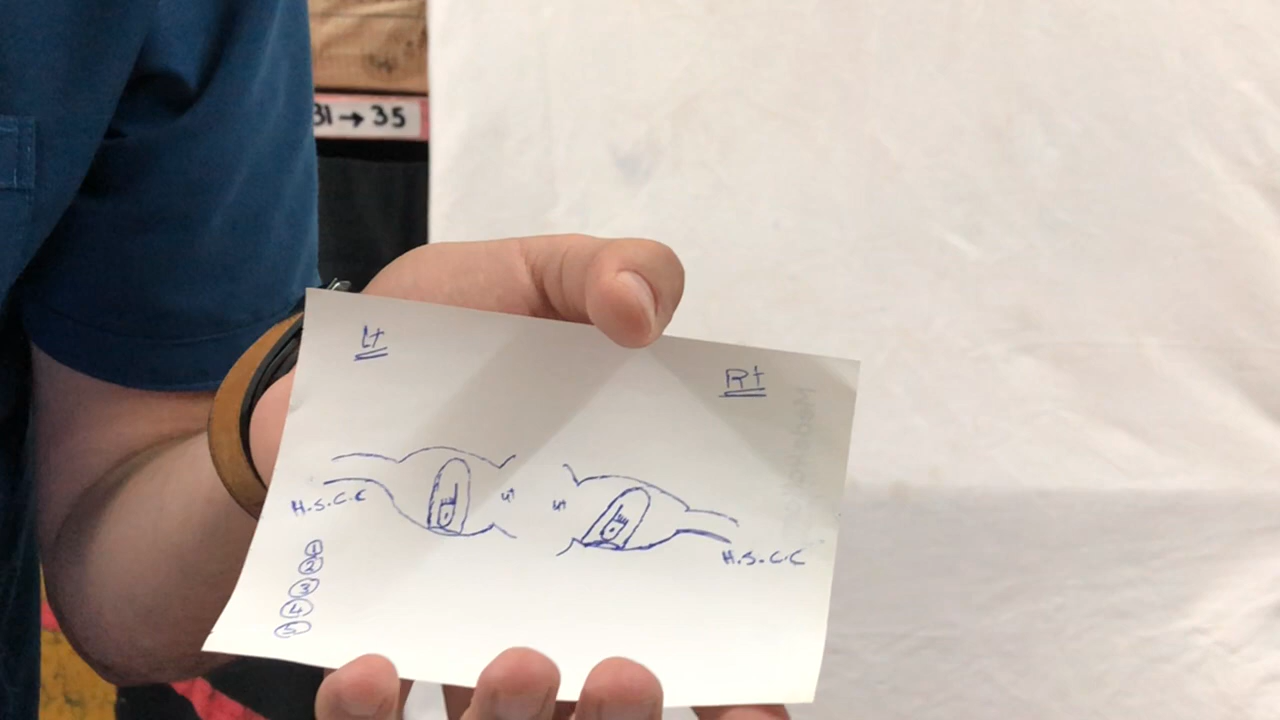 31 → 35
Lt
Rt
H.S.C.C
H.S.C.C
①
②
③
④
⑤